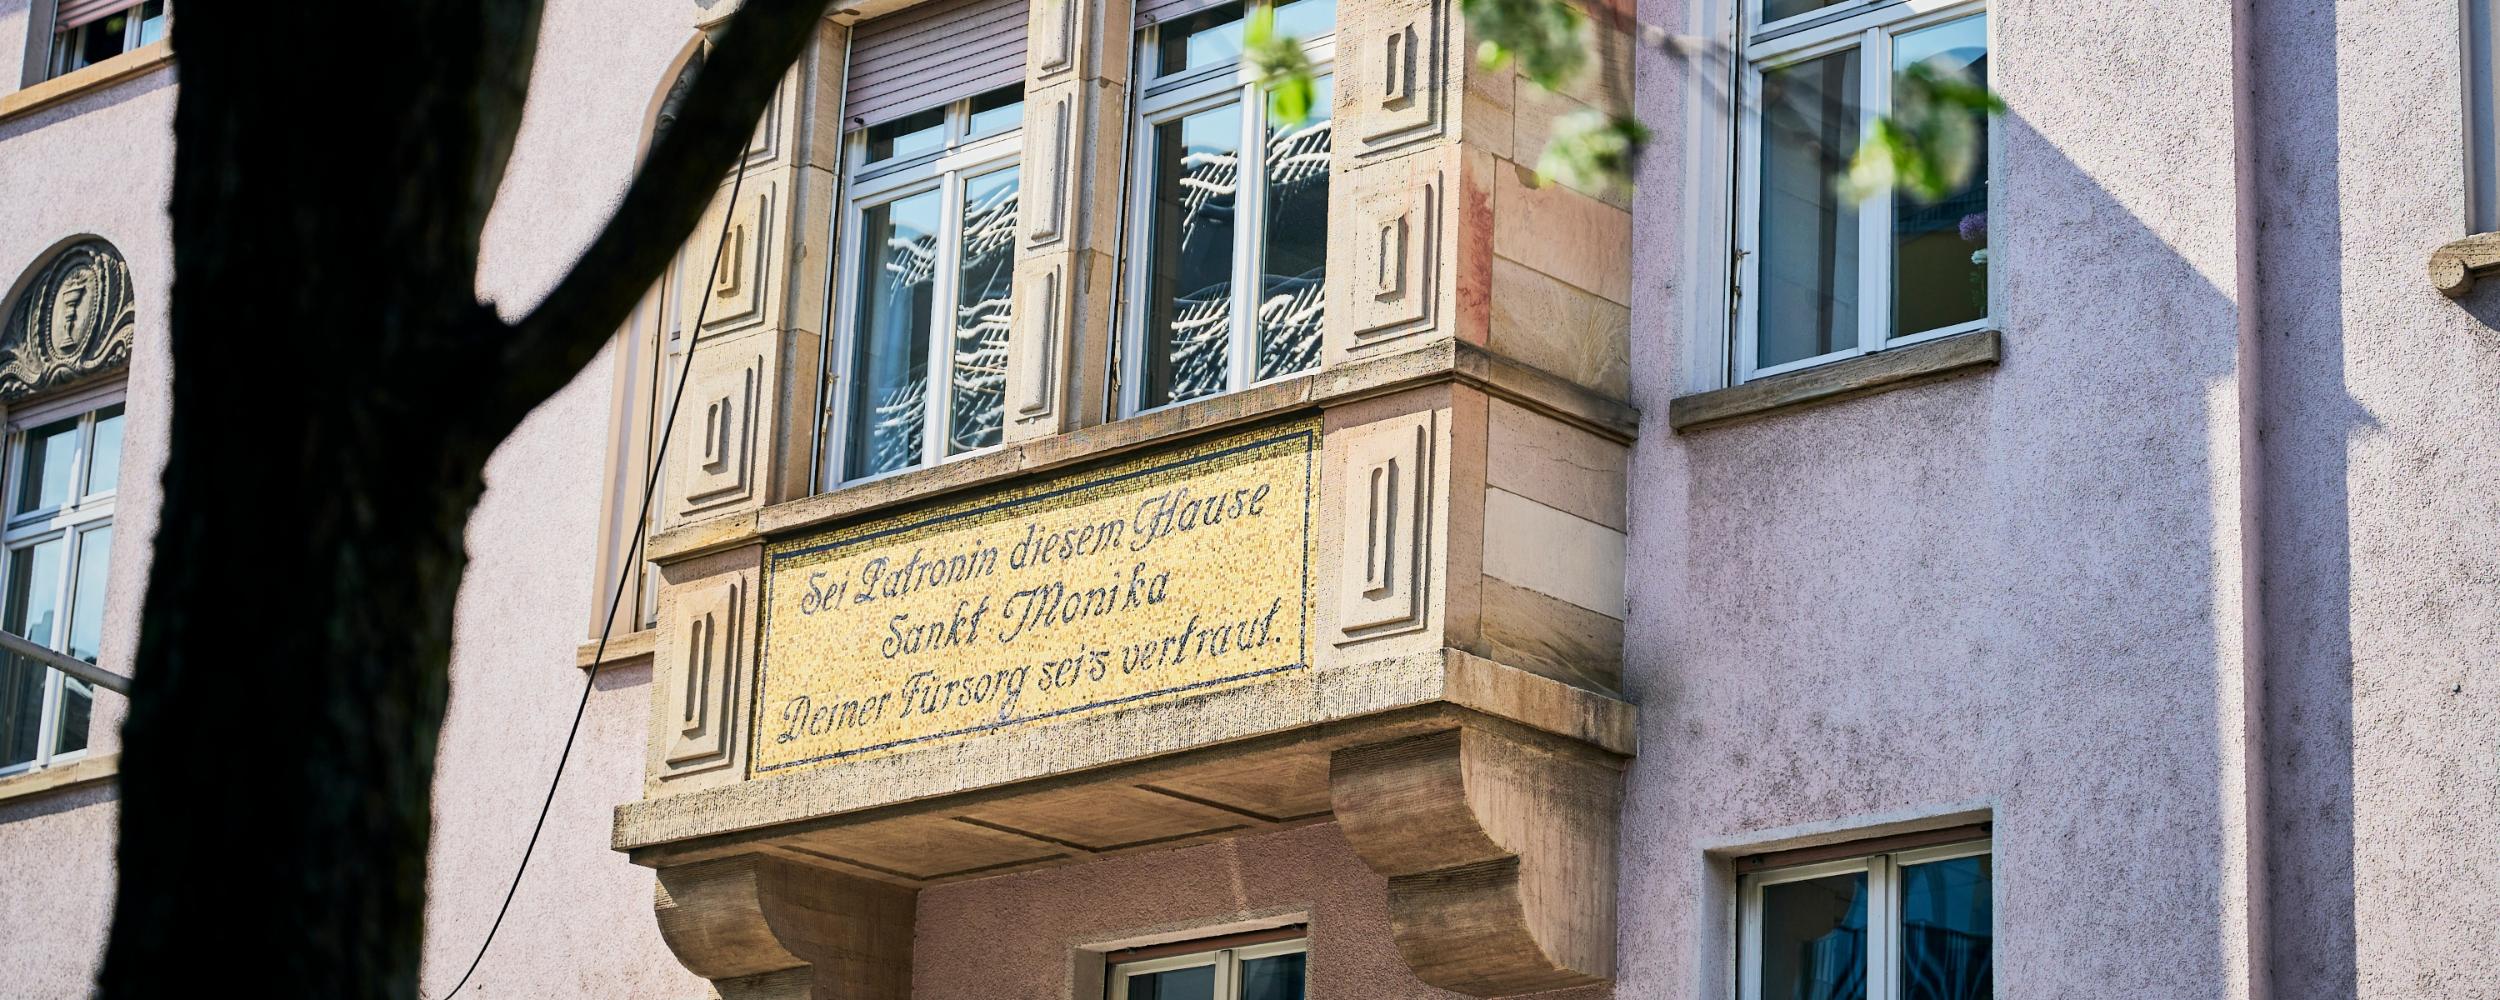 Sei Patronin diesem Hause
Sankt Monika
Deiner Fürsorg sei's vertraut.